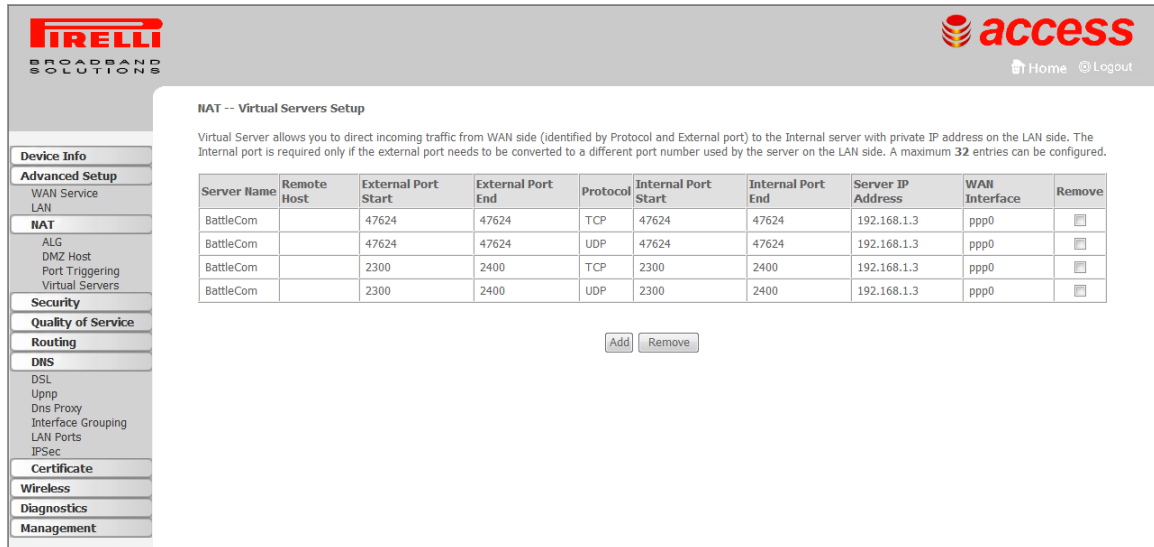 PIRELLI
BROADBAND
SOLUTIONS
access
Home Logout
NAT -- Virtual Servers Setup
Virtual Server allows you to direct incoming traffic from WAN side (identified by Protocol and External port) to the Internal server with private IP address on the LAN side. The
Internal port is required only if the external port needs to be converted to a different port number used by the server on the LAN side. A maximum 32 entries can be configured.
Device Info
Advanced Setup
WAN Service
LAN
NAT
ALG
DMZ Host
Port Triggering
Virtual Servers
Security
Quality of Service
Routing
DNS
DSL
Upnp
Dns Proxy
Interface Grouping
LAN Ports
IPSec
Certificate
Wireless
Diagnostics
Management
Server Name Remote Host External Port Start External Port End Protocol Internal Port Start Internal Port End Server IP Address WAN Interface Remove
BattleCom 47624 47624 TCP 47624 47624 192.168.1.3 ppp0
BattleCom 47624 47624 UDP 47624 47624 192.168.1.3 ppp0
BattleCom 2300 2400 TCP 2300 2400 192.168.1.3 ppp0
BattleCom 2300 2400 UDP 2300 2400 192.168.1.3 ppp0
Add Remove